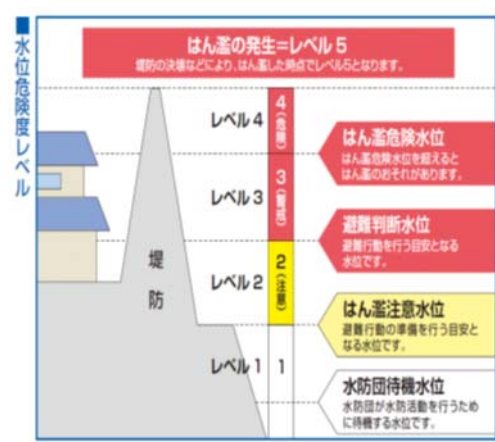 ■水位危険度レベル
はん濫の発生=レベル 5
堤防の決壊などにより、はん濫した時点でレベル5となります。
レベル 4
4(危険)
はん濫危険水位
はん濫危険水位を超えると
はん濫のおそれがあります。
レベル 3
3(警戒)
避難判断水位
避難行動を行う目安となる
水位です。
堤防
レベル 2
2(注意)
はん濫注意水位
避難行動の準備を行う目安と
なる水位です。
レベル 1
1
水防団待機水位
水防団が水防活動を行うため
に待機する水位です。